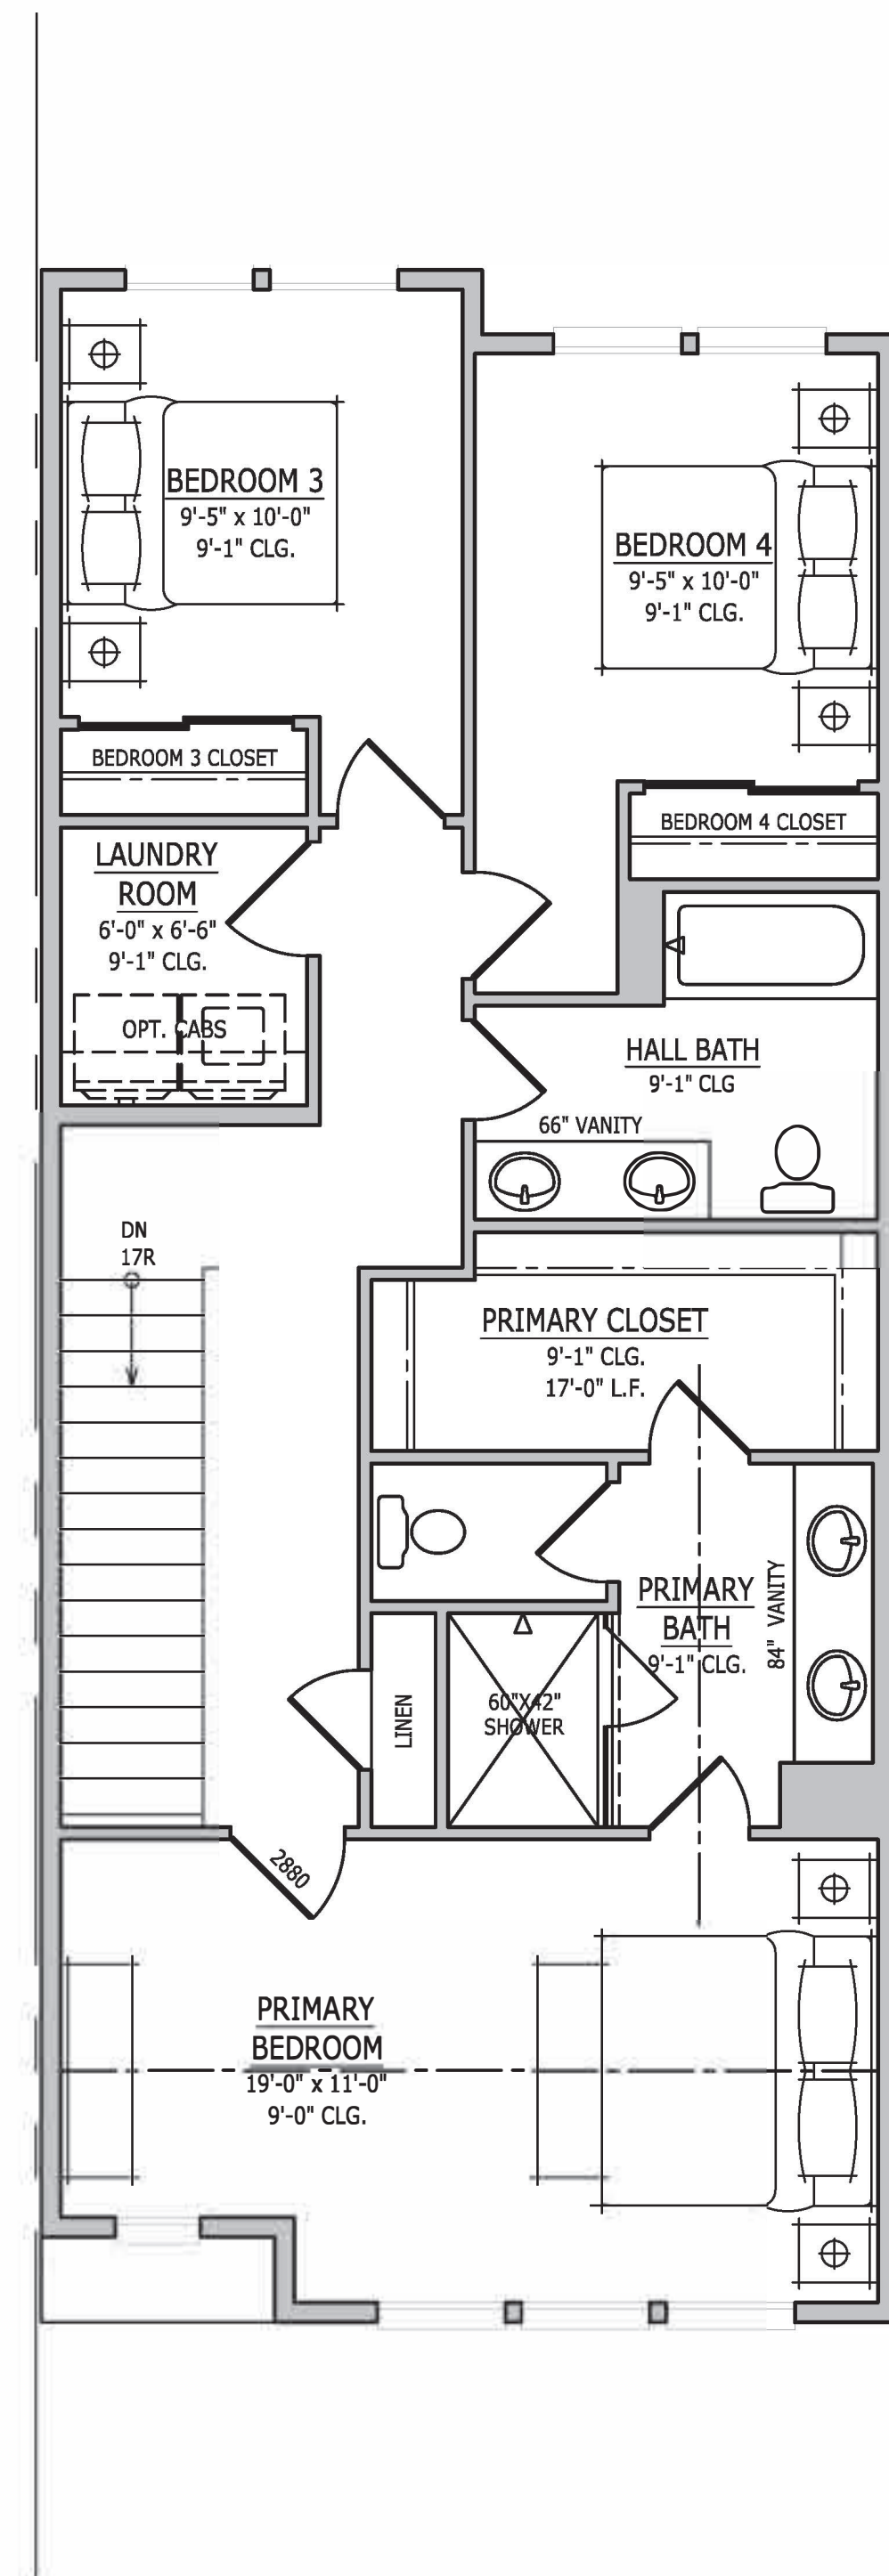 BEDROOM 3
9'-5" x 10'-0"
9'-1" CLG.
BEDROOM 4
9'-5" x 10'-0"
9'-1" CLG.
BEDROOM 3 CLOSET
BEDROOM 4 CLOSET
LAUNDRY
ROOM
6'-0" x 6'-6"
9'-1" CLG.
OPT. CABS
HALL BATH
9'-1" CLG
66" VANITY
DN
17R
PRIMARY CLOSET
9'-1" CLG.
17'-0" L.F.
PRIMARY
BATH
9'-1" CLG.
84" VANITY
LINEN
60"X42"
SHOWER
2880
PRIMARY
BEDROOM
19'-0" x 11'-0"
9'-0" CLG.